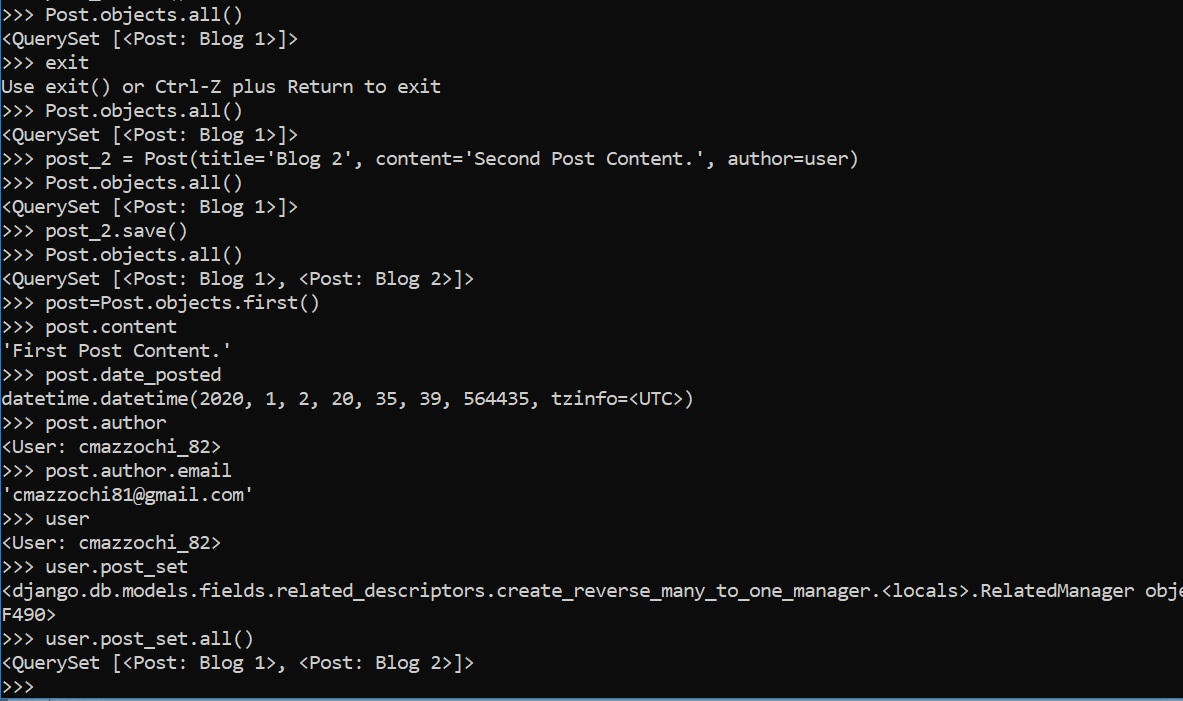 >>> Post.objects.all()
<QuerySet [<Post: Blog 1>]>
>>> exit
Use exit() or Ctrl-Z plus Return to exit
>>> Post.objects.all()
<QuerySet [<Post: Blog 1>]>
>>> post_2 = Post(title='Blog 2', content='Second Post Content.', author=user)
>>> Post.objects.all()
<QuerySet [<Post: Blog 1>]>
>>> post_2.save()
>>> Post.objects.all()
<QuerySet [<Post: Blog 1>, <Post: Blog 2>]>
>>> post=Post.objects.first()
>>> post.content
'First Post Content.'
>>> post.date_posted
datetime.datetime(2020, 1, 2, 20, 35, 39, 564435, tzinfo=<UTC>)
>>> post.author
<User: cmazzochi_82>
>>> post.author.email
'cmazzochi81@gmail.com'
>>> user
<User: cmazzochi_82>
>>> user.post_set
<django.db.models.fields.related_descriptors.create_reverse_many_to_one_manager.<locals>.RelatedManager obje
F490>
>>> user.post_set.all()
<QuerySet [<Post: Blog 1>, <Post: Blog 2>]>
>>>